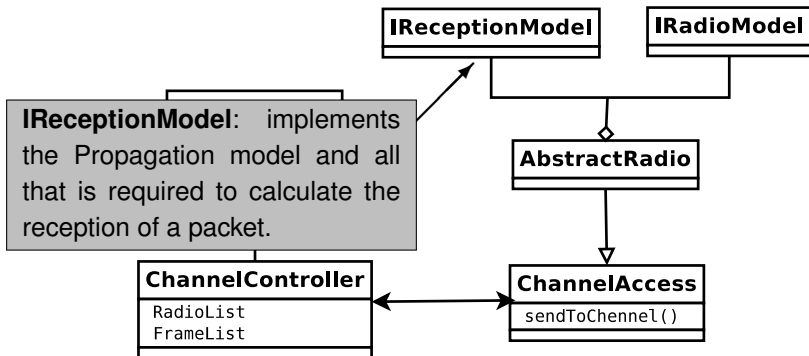 IReceptionModel
IRadioModel
IReceptionModel: implements
the Propagation model and all
that is required to calculate the
reception of a packet.
AbstractRadio
ChannelController
RadioList
FrameList
ChannelAccess
sendToChennel()